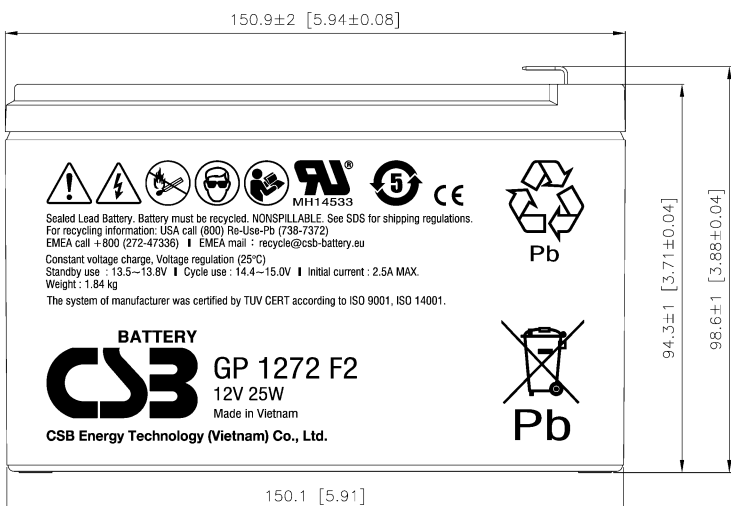 150.9±2 [5.94±0.08]
94.3±1 [3.71±0.04]
98.6±1 [3.88±0.04]
RU®
MH14533
5
CE
Sealed Lead Battery. Battery must be recycled. NONSPILLABLE. See SDS for shipping regulations.
For recycling information: USA call (800) Re-Use-Pb (738-7372)
EMEA call +800 (272-47336) ▮ EMEA mail : recycle@csb-battery.eu
Pb
Constant voltage charge, Voltage regulation (25°C)
Standby use : 13.5~13.8V ▮ Cycle use : 14.4~15.0V ▮ Initial current : 2.5A MAX.
Weight : 1.84 kg
The system of manufacturer was certified by TUV CERT according to ISO 9001, ISO 14001.
BATTERY
CSB
GP 1272 F2
12V 25W
Made in Vietnam
CSB Energy Technology (Vietnam) Co., Ltd.
Pb
150.1 [5.91]